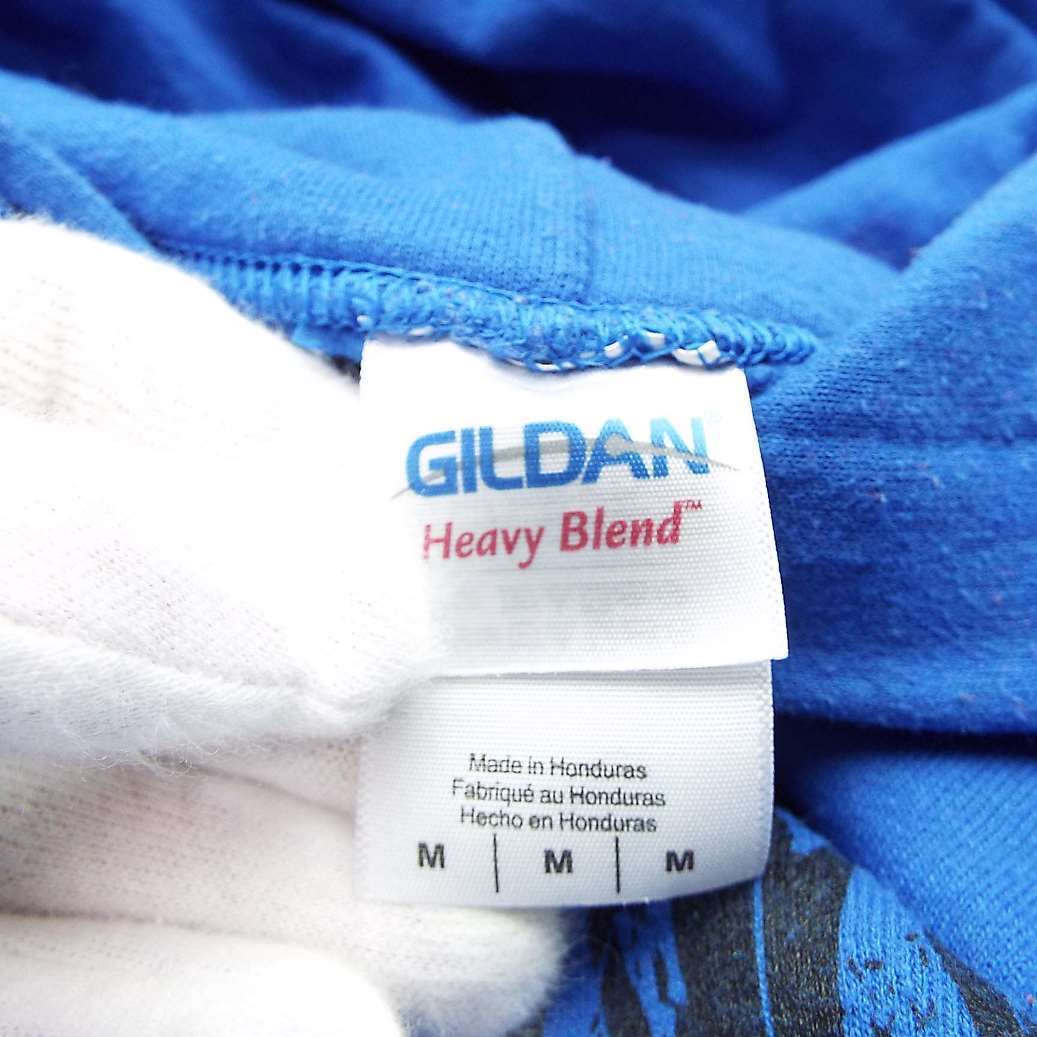 GILDAN®
Heavy Blend™
Made in Honduras
Fabriqué au Honduras
Hecho en Honduras
M | M | M